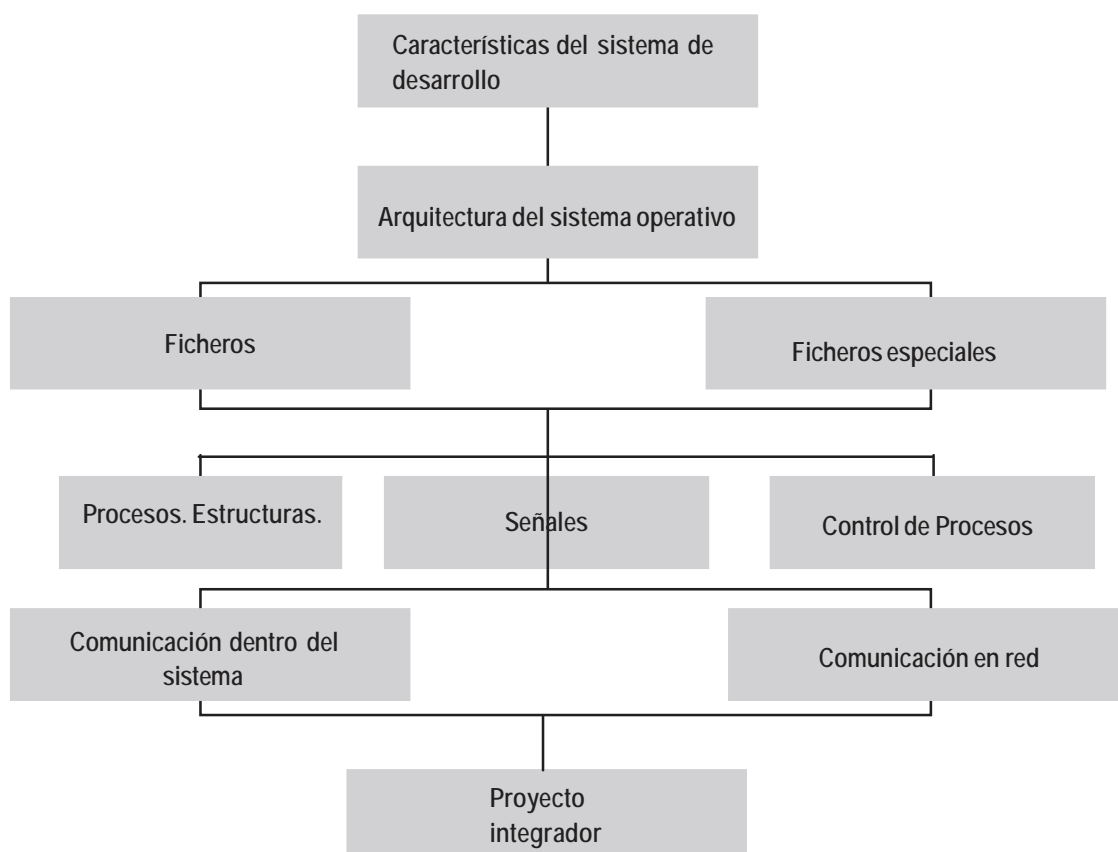 Características del sistema de
desarrollo
Arquitectura del sistema operativo
Ficheros
Ficheros especiales
Procesos. Estructuras.
Señales
Control de Procesos
Comunicación dentro del
sistema
Comunicación en red
Proyecto
integrador